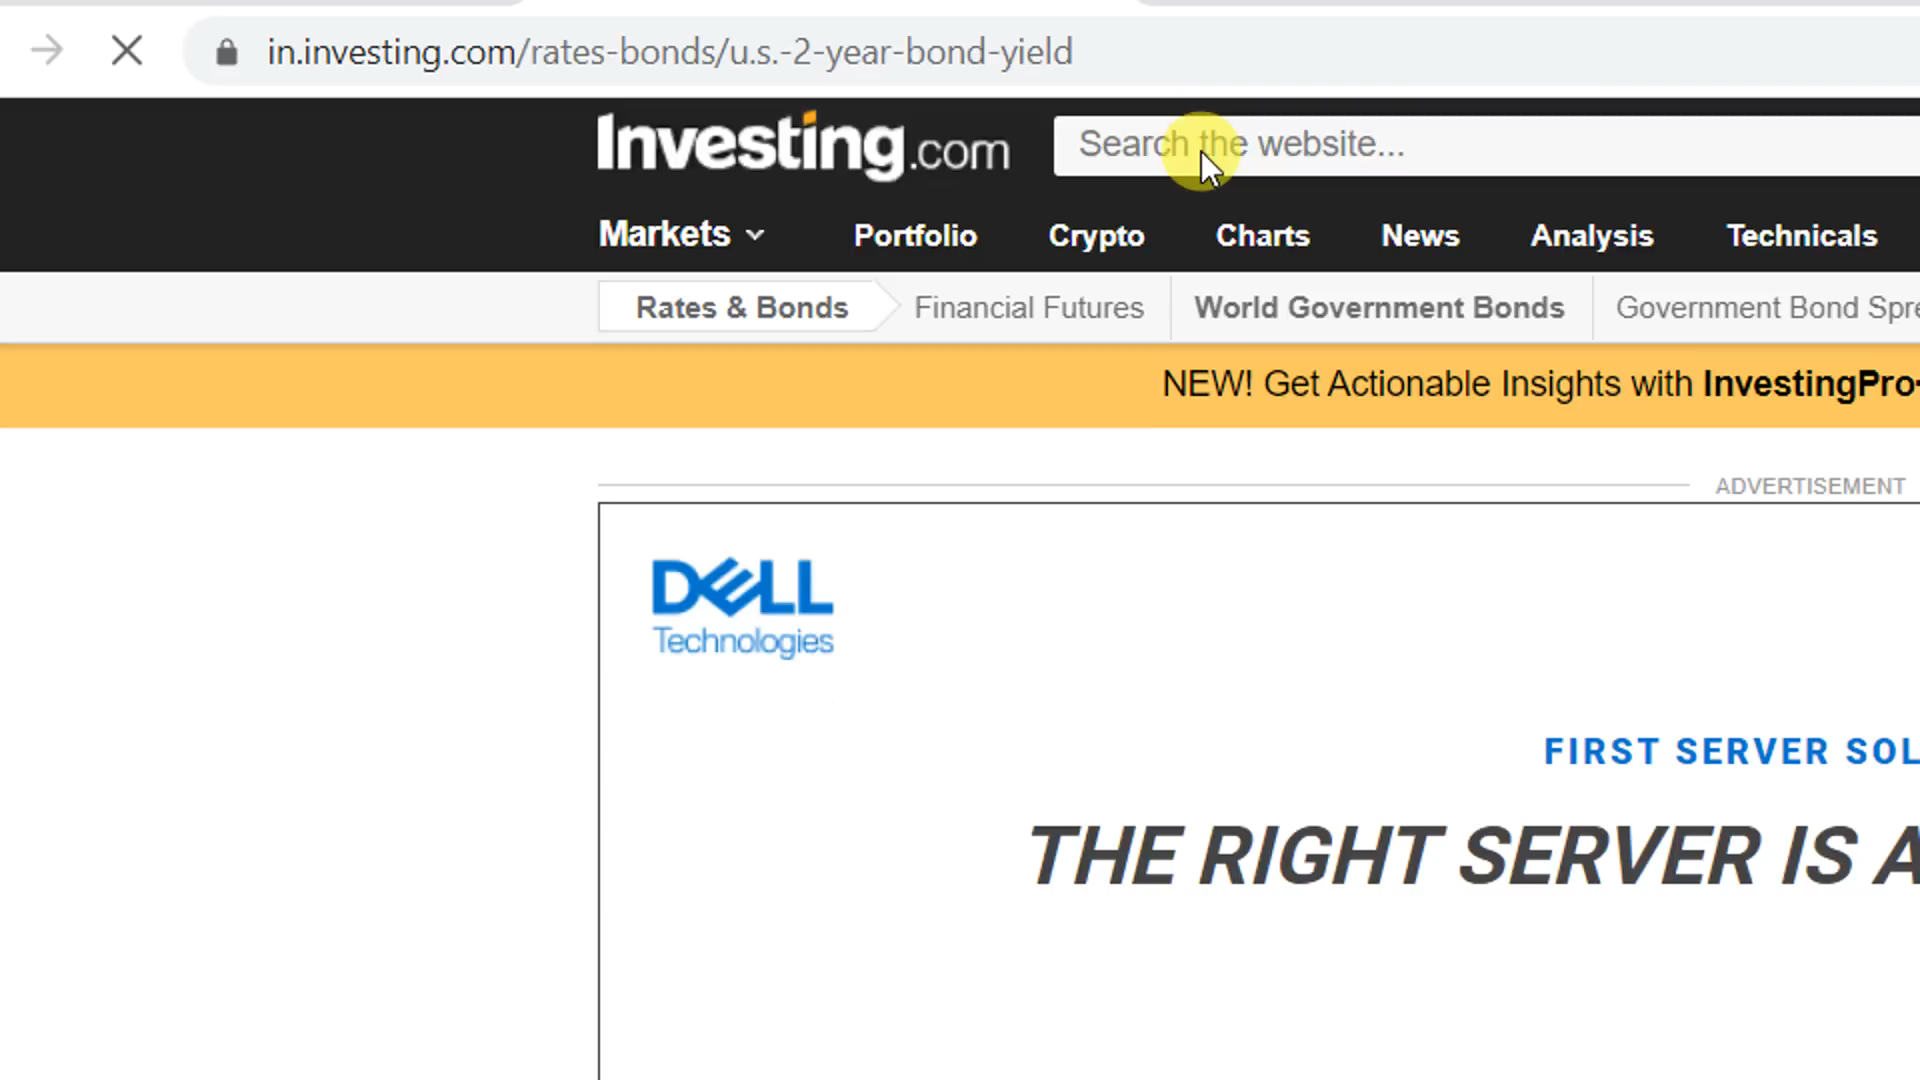 in.investing.com/rates-bonds/u.s.-2-year-bond-yield
Investing.com
Search the website...
Markets Portfolio Crypto Charts News Analysis Technicals
Rates & Bonds Financial Futures World Government Bonds Government Bond Spre
NEW! Get Actionable Insights with InvestingPro+
ADVERTISEMENT
DELL
Technologies
FIRST SERVER SOL
THE RIGHT SERVER IS A